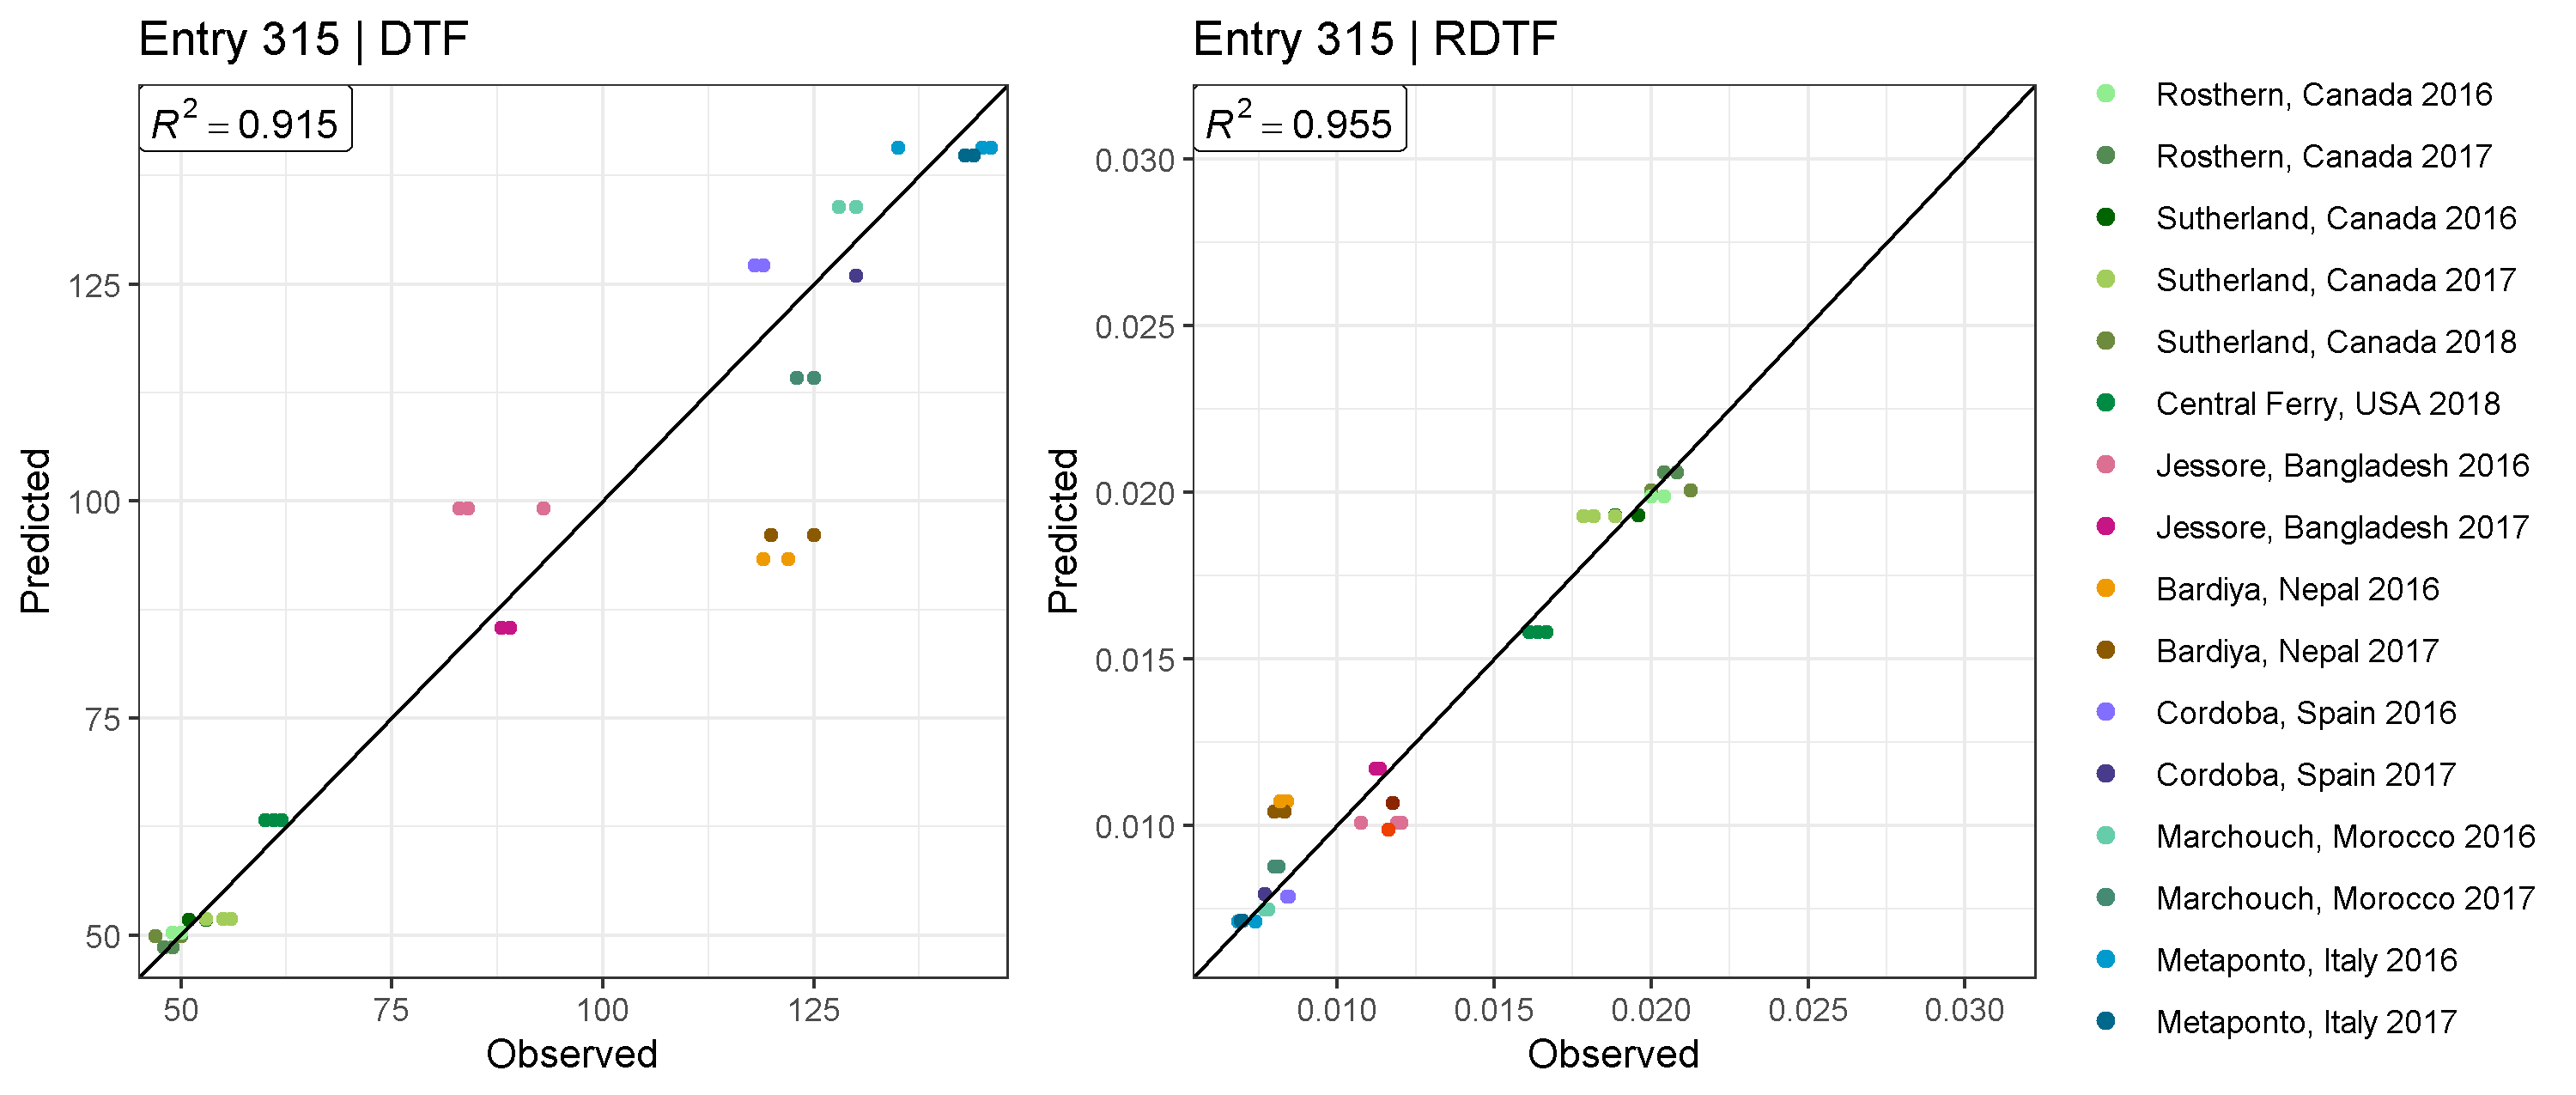 Entry 315 | DTF
R² = 0.915
125
100
75
50
50 75 100 125
Observed
Predicted
Entry 315 | RDTF
R² = 0.955
0.030
0.025
0.020
0.015
0.010
0.010 0.015 0.020 0.025 0.030
Observed
Predicted
Rosthern, Canada 2016
Rosthern, Canada 2017
Sutherland, Canada 2016
Sutherland, Canada 2017
Sutherland, Canada 2018
Central Ferry, USA 2018
Jessore, Bangladesh 2016
Jessore, Bangladesh 2017
Bardiya, Nepal 2016
Bardiya, Nepal 2017
Cordoba, Spain 2016
Cordoba, Spain 2017
Marchouch, Morocco 2016
Marchouch, Morocco 2017
Metaponto, Italy 2016
Metaponto, Italy 2017